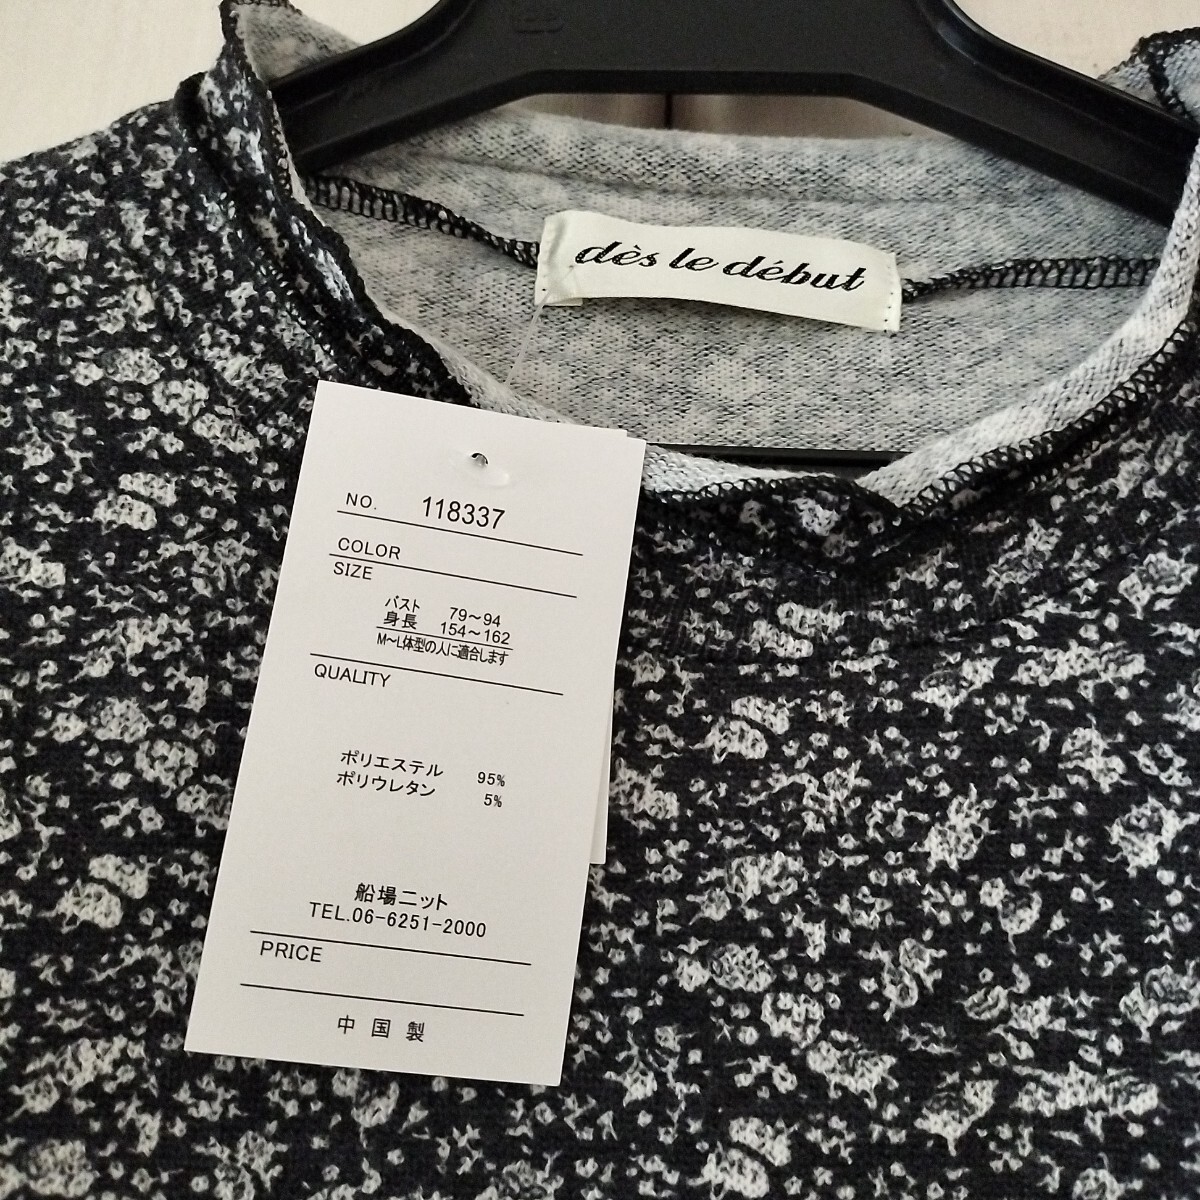 dès le début
NO. 118337
COLOR
SIZE
バスト 79〜94
身長 154〜162
M〜L体型の人に適合します
QUALITY
ポリエステル 95%
ポリウレタン 5%
船場ニット
TEL.06-6251-2000
PRICE
中国製